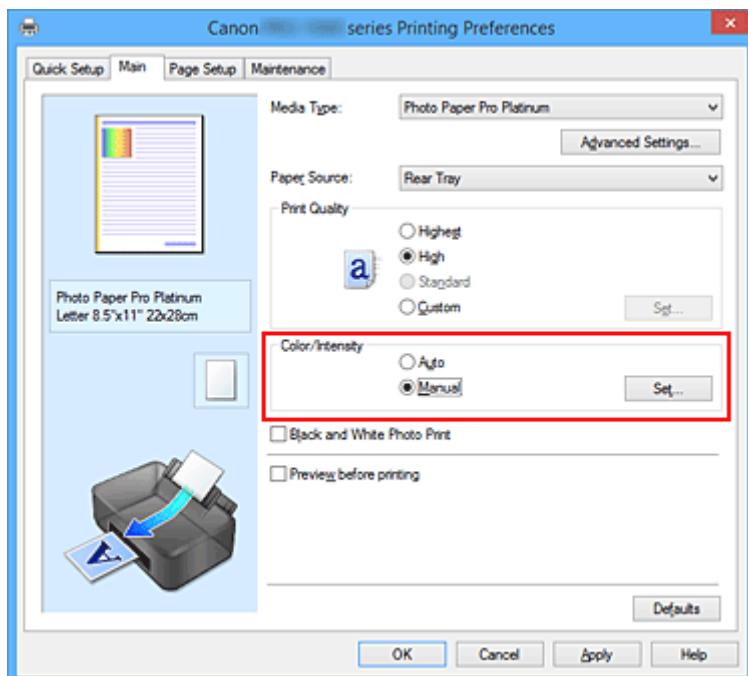 Canon series Printing Preferences
Quick Setup Main Page Setup Maintenance
Media Type: Photo Paper Pro Platinum
Advanced Settings...
Paper Source: Rear Tray
Print Quality
Highest
High
Standard
Custom Set...
a
Photo Paper Pro Platinum
Letter 8.5"x11" 22x28cm
Color/Intensity
Auto
Manual Set...
Black and White Photo Print
Preview before printing
A
Defaults
OK Cancel Apply Help